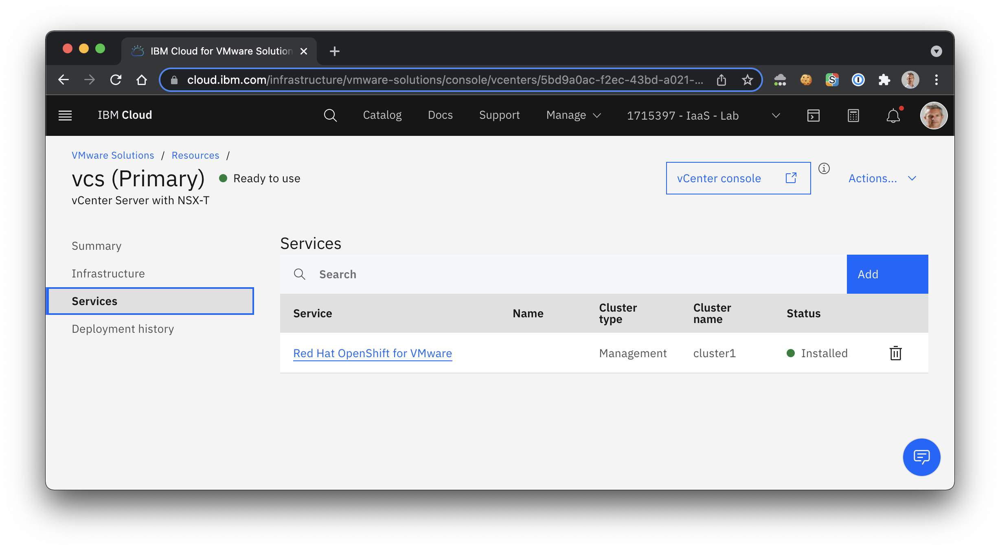 IBM Cloud for VMware Solution
cloud.ibm.com/infrastructure/vmware-solutions/console/vcenters/5bd9a0ac-f2ec-43bd-a021-...
IBM Cloud
Catalog
Docs
Support
Manage
1715397 - IaaS - Lab
VMware Solutions / Resources /
vcs (Primary)
Ready to use
vCenter console
Actions...
vCenter Server with NSX-T
Summary
Infrastructure
Services
Deployment history
Services
Search
Add
Service
Name
Cluster
type
Cluster
name
Status
Red Hat OpenShift for VMware
Management
cluster1
Installed